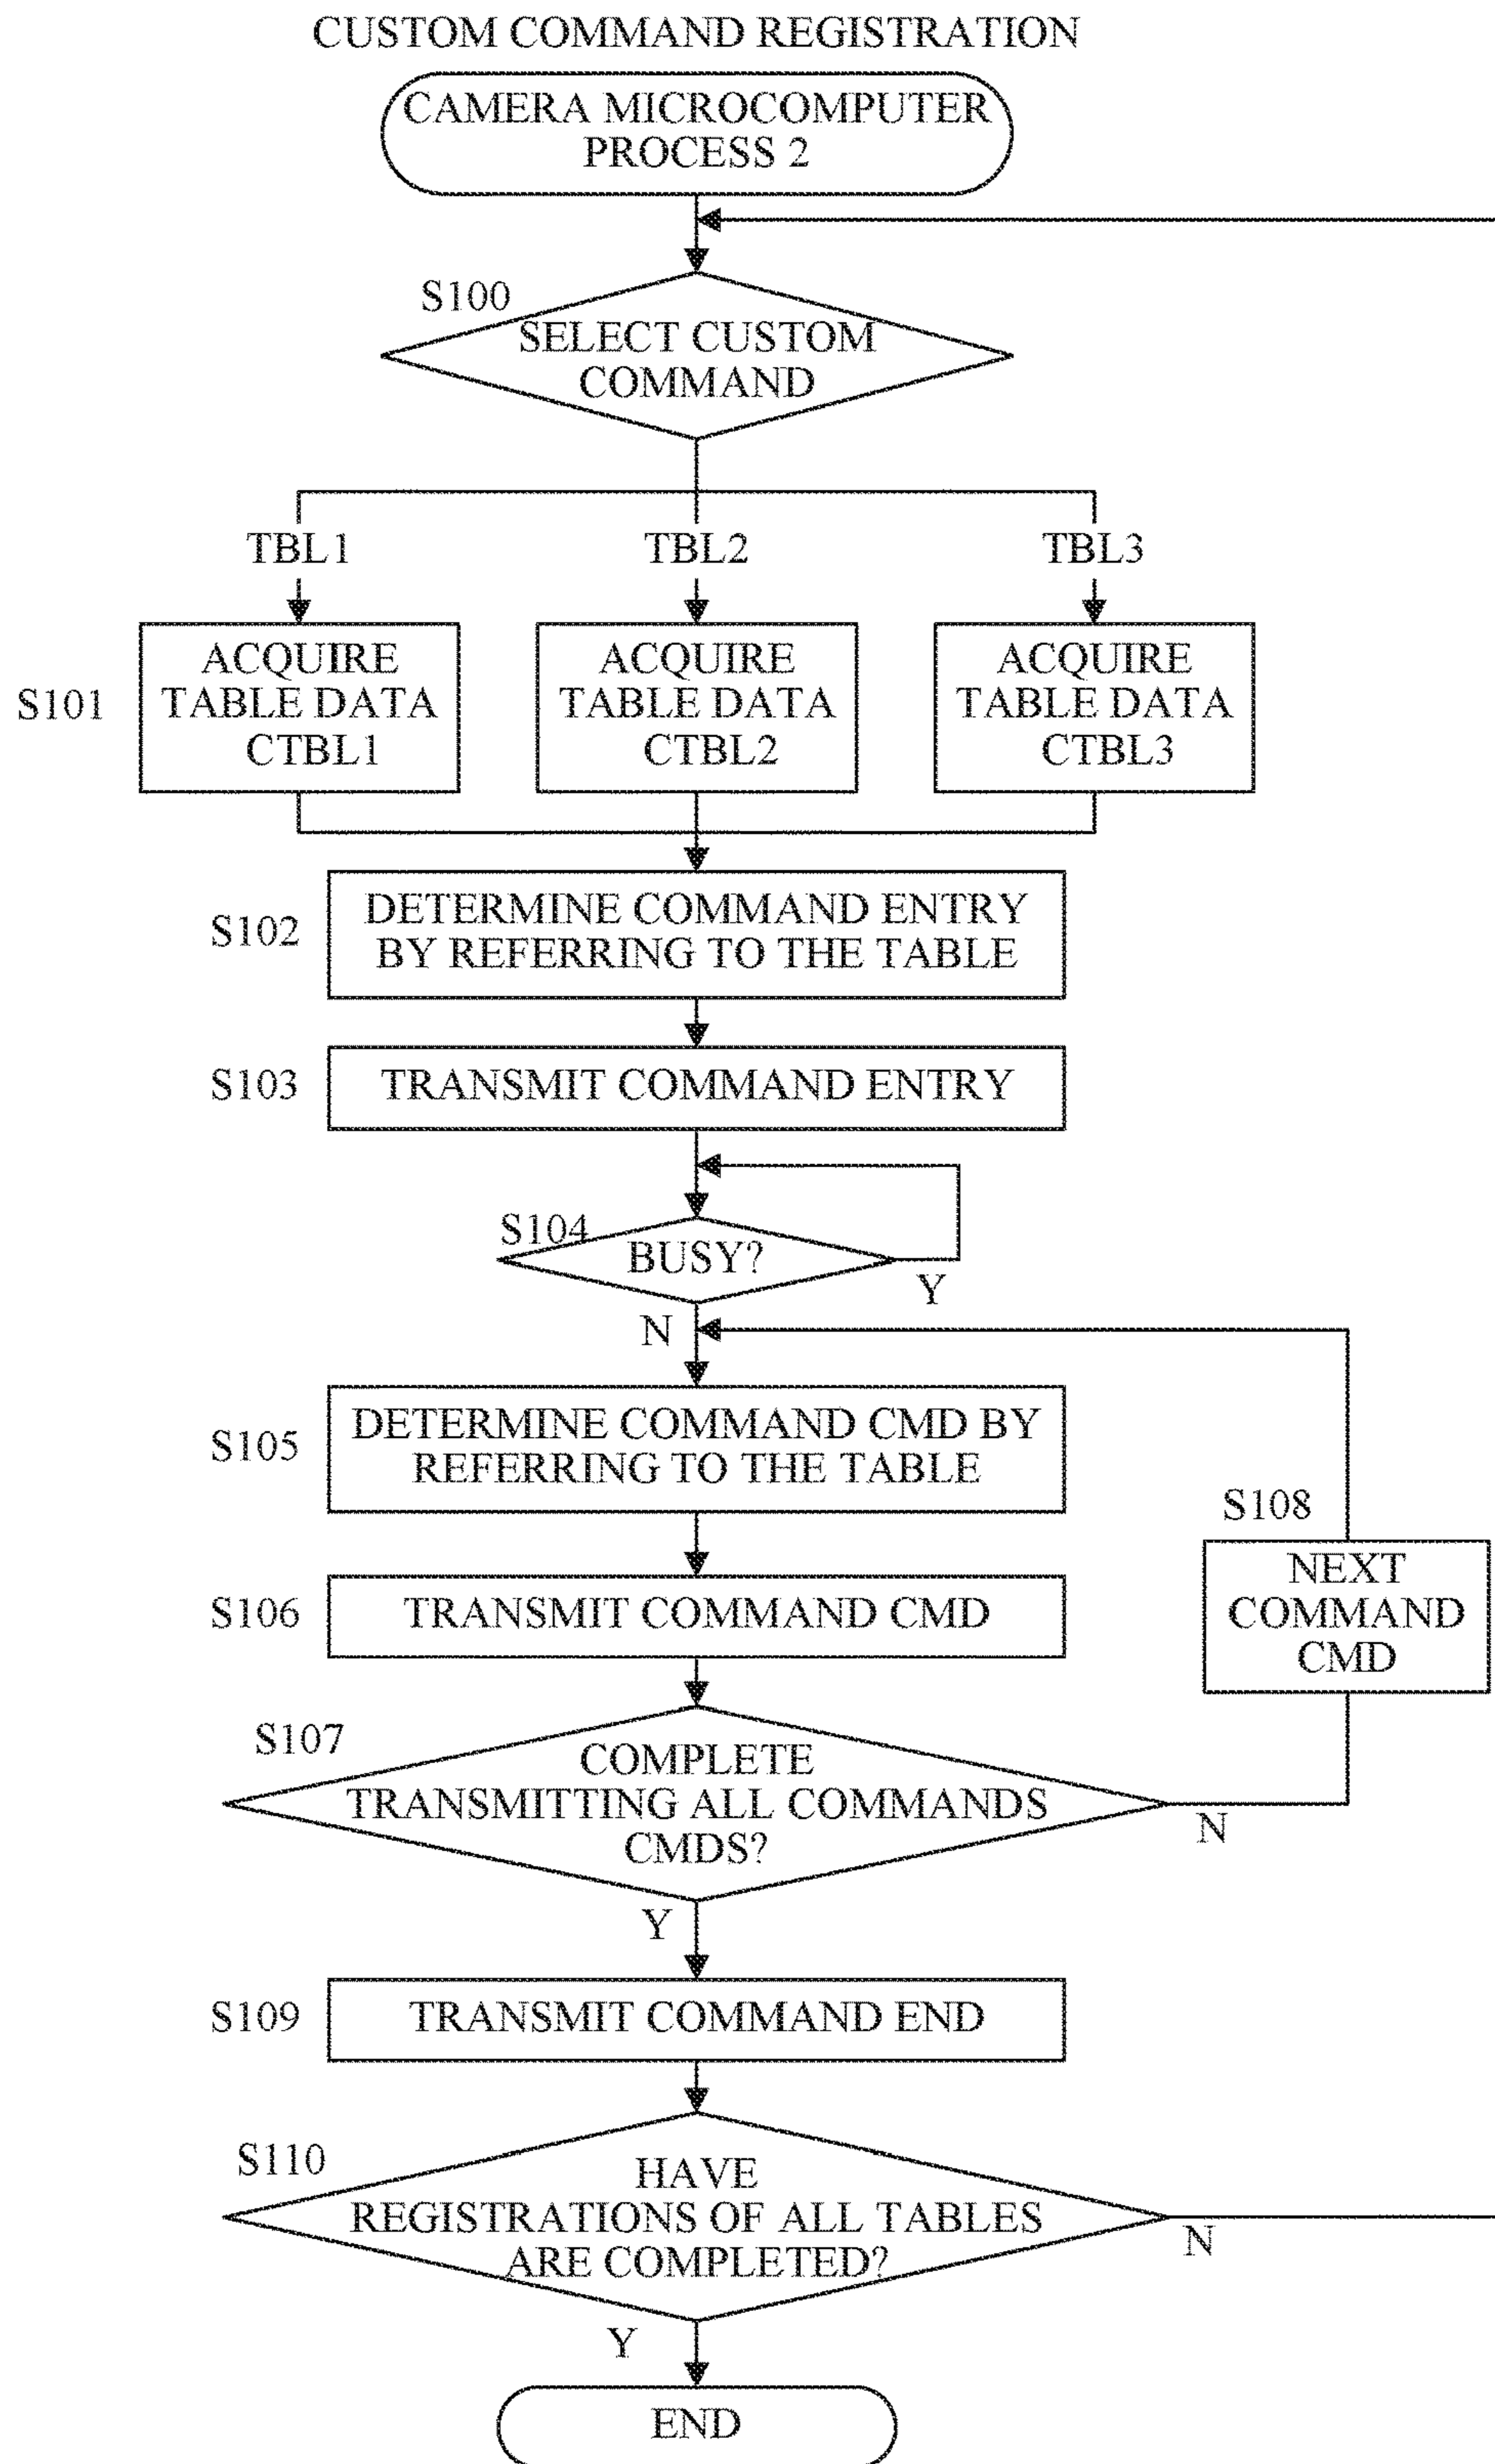 CUSTOM COMMAND REGISTRATION
CAMERA MICROCOMPUTER
PROCESS 2
S100
SELECT CUSTOM
COMMAND
TBL1
TBL2
TBL3
S101
ACQUIRE
TABLE DATA
CTBL1
ACQUIRE
TABLE DATA
CTBL2
ACQUIRE
TABLE DATA
CTBL3
S102
DETERMINE COMMAND ENTRY
BY REFERRING TO THE TABLE
S103
TRANSMIT COMMAND ENTRY
S104
BUSY?
Y
N
S105
DETERMINE COMMAND CMD BY
REFERRING TO THE TABLE
S108
NEXT
COMMAND
CMD
S106
TRANSMIT COMMAND CMD
S107
COMPLETE
TRANSMITTING ALL COMMANDS
CMDS?
N
Y
S109
TRANSMIT COMMAND END
S110
HAVE
REGISTRATIONS OF ALL TABLES
ARE COMPLETED?
N
Y
END